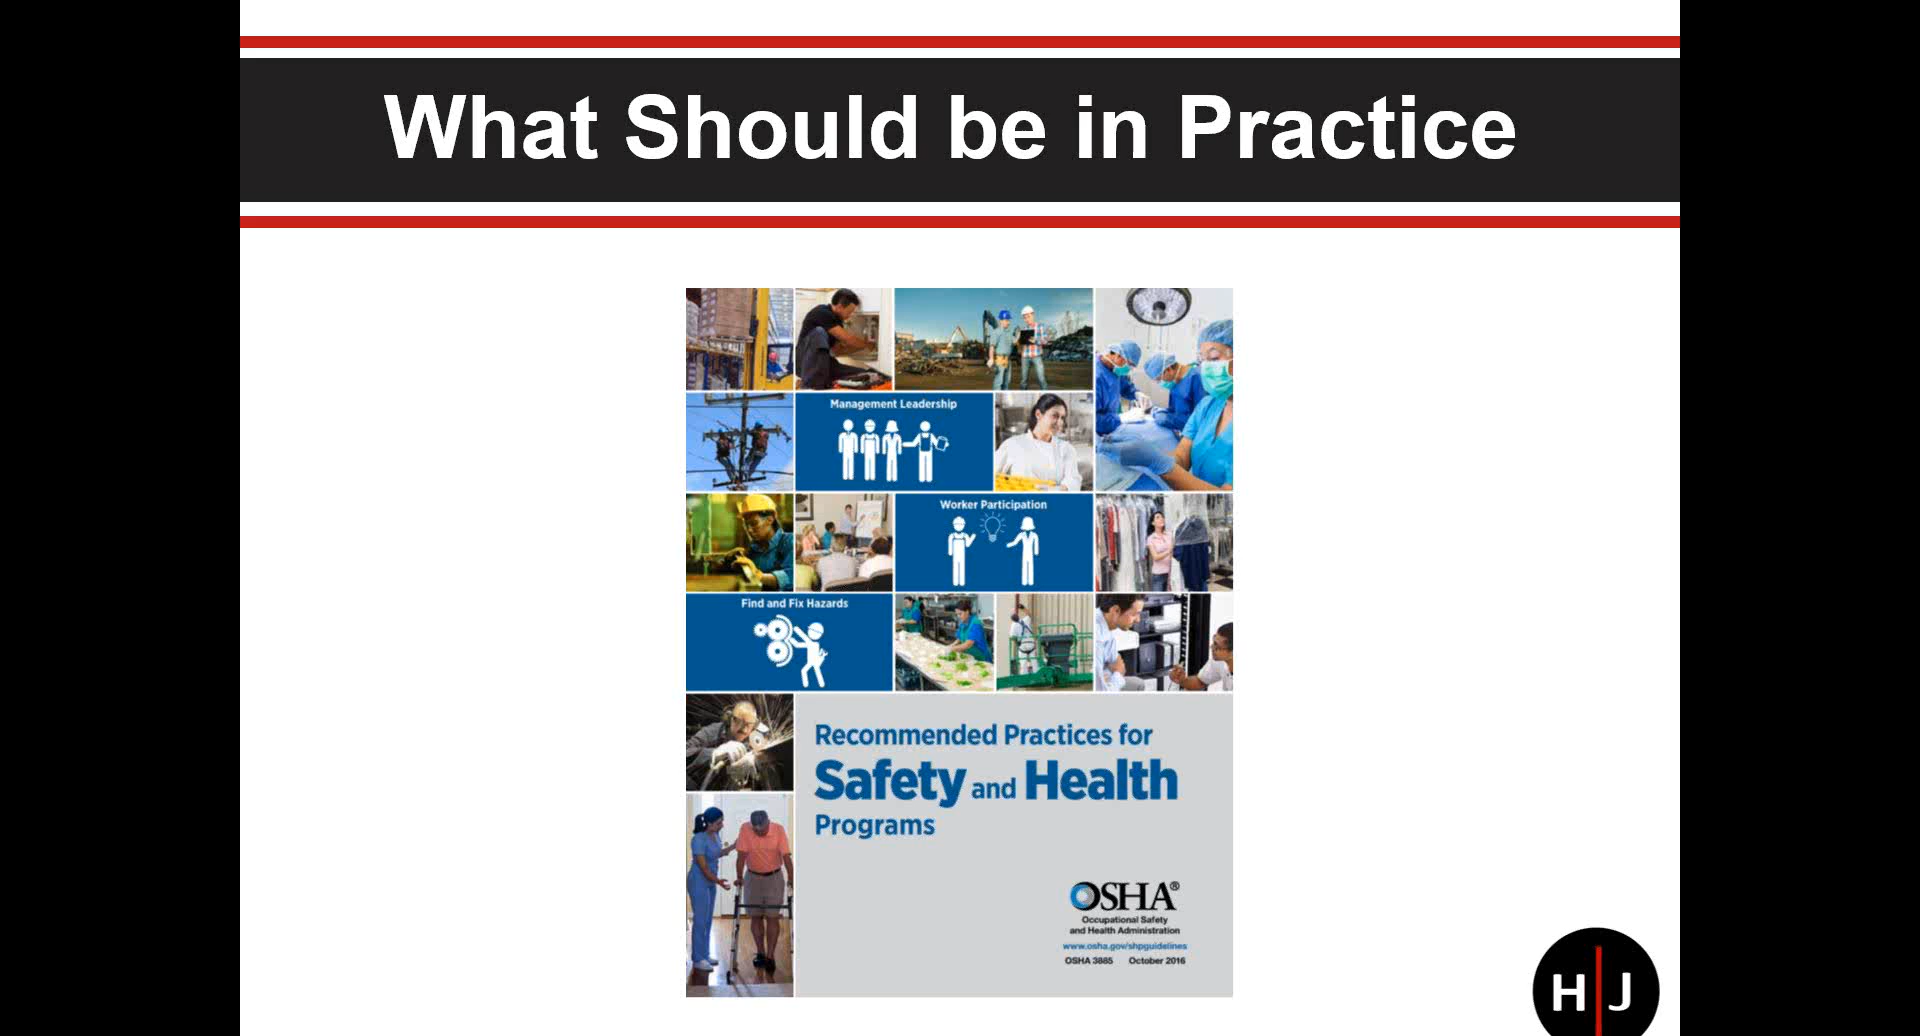 What Should be in Practice
Management Leadership
Worker Participation
Find and Fix Hazards
Recommended Practices for
Safety and Health
Programs
OSHA®
Occupational Safety
and Health Administration
www.osha.gov/shpguidelines
OSHA 3885 October 2016
H J